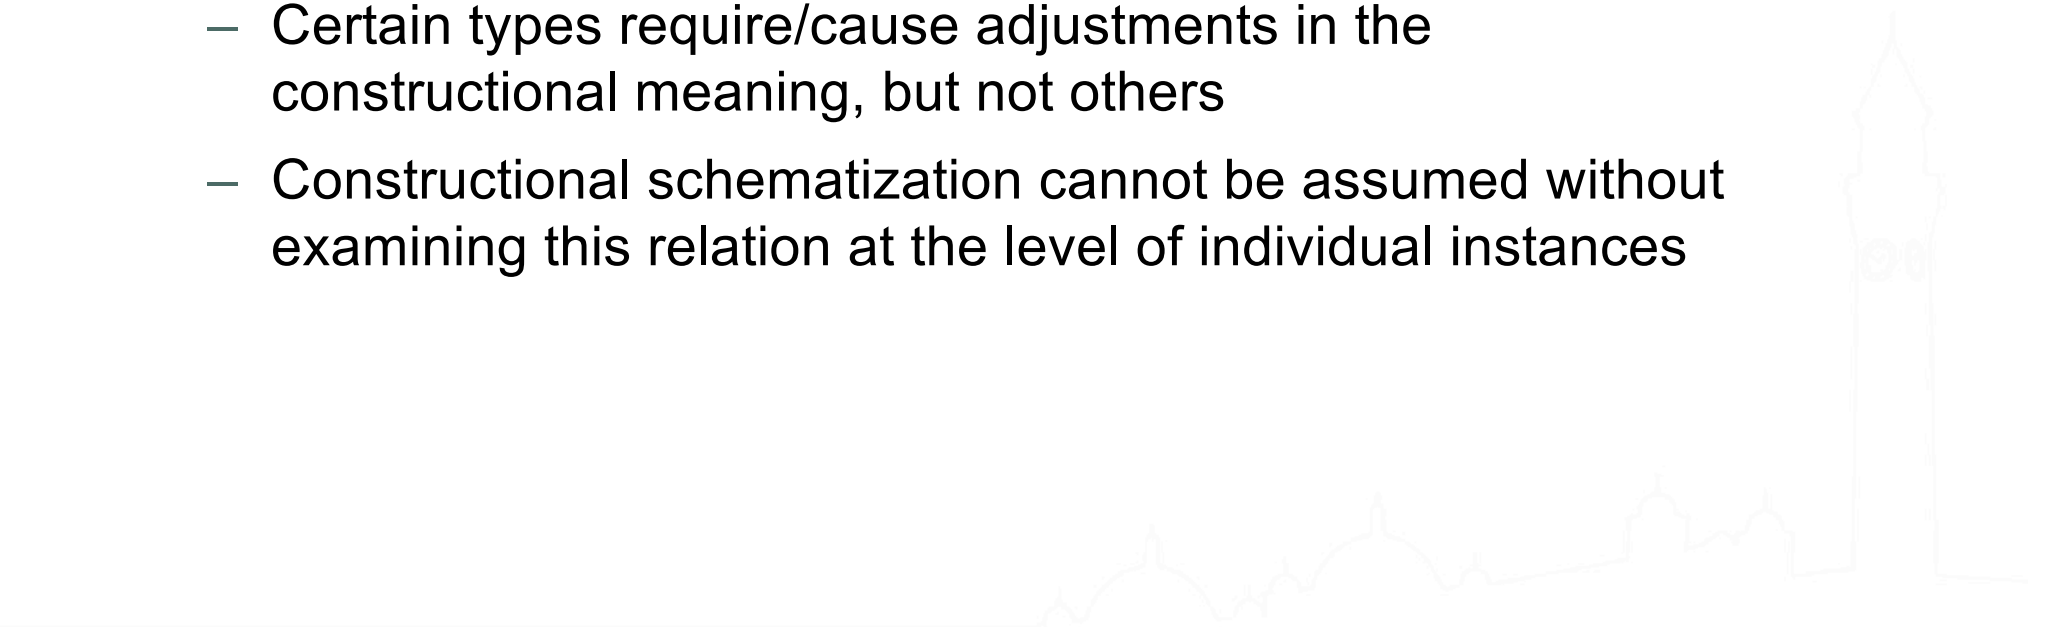 – Certain types require/cause adjustments in the
constructional meaning, but not others
– Constructional schematization cannot be assumed without
examining this relation at the level of individual instances